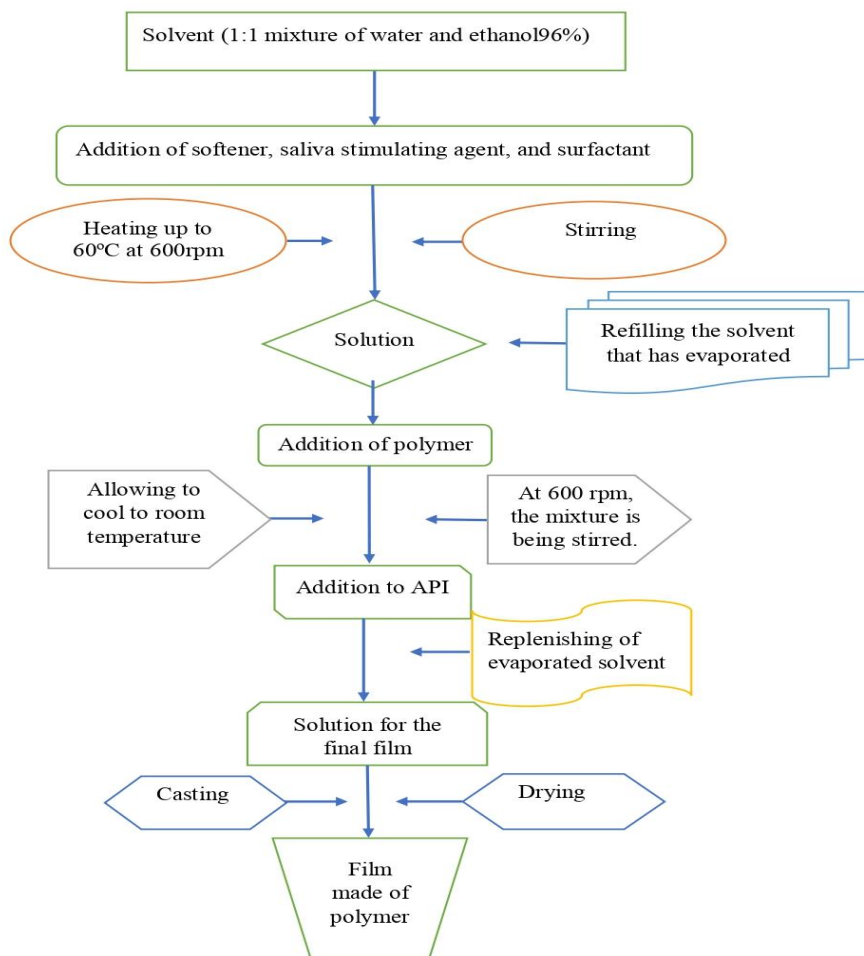 Solvent (1:1 mixture of water and ethanol96%)
Addition of softener, saliva stimulating agent, and surfactant
Heating up to
60ºC at 600rpm
Stirring
Solution
Refilling the solvent
that has evaporated
Addition of polymer
Allowing to
cool to room
temperature
At 600 rpm,
the mixture is
being stirred.
Addition to API
Replenishing of
evaporated solvent
Solution for the
final film
Casting
Drying
Film
made of
polymer